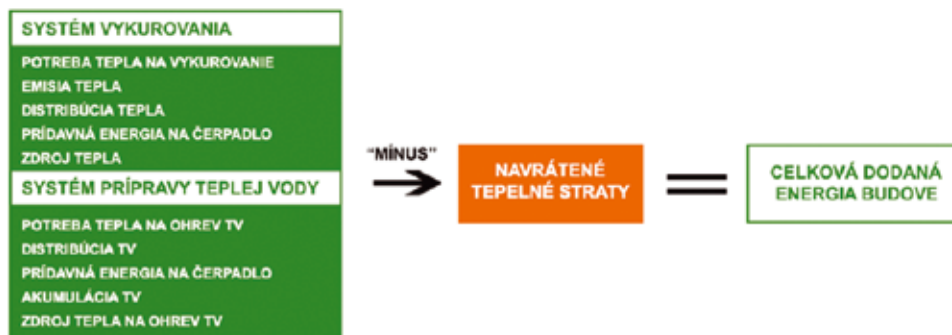 SYSTÉM VYKUROVANIA
POTREBA TEPLA NA VYKUROVANIE
EMISIA TEPLA
DISTRIBÚCIA TEPLA
PRÍDAVNÁ ENERGIA NA ČERPADLO
ZDROJ TEPLA
SYSTÉM PRÍPRAVY TEPLEJ VODY
POTREBA TEPLA NA OHREV TV
DISTRIBÚCIA TV
PRÍDAVNÁ ENERGIA NA ČERPADLO
AKUMULÁCIA TV
ZDROJ TEPLA NA OHREV TV
"MÍNUS"
NAVRÁTENÉ
TEPELNÉ STRATY
CELKOVÁ DODANÁ
ENERGIA BUDOVE